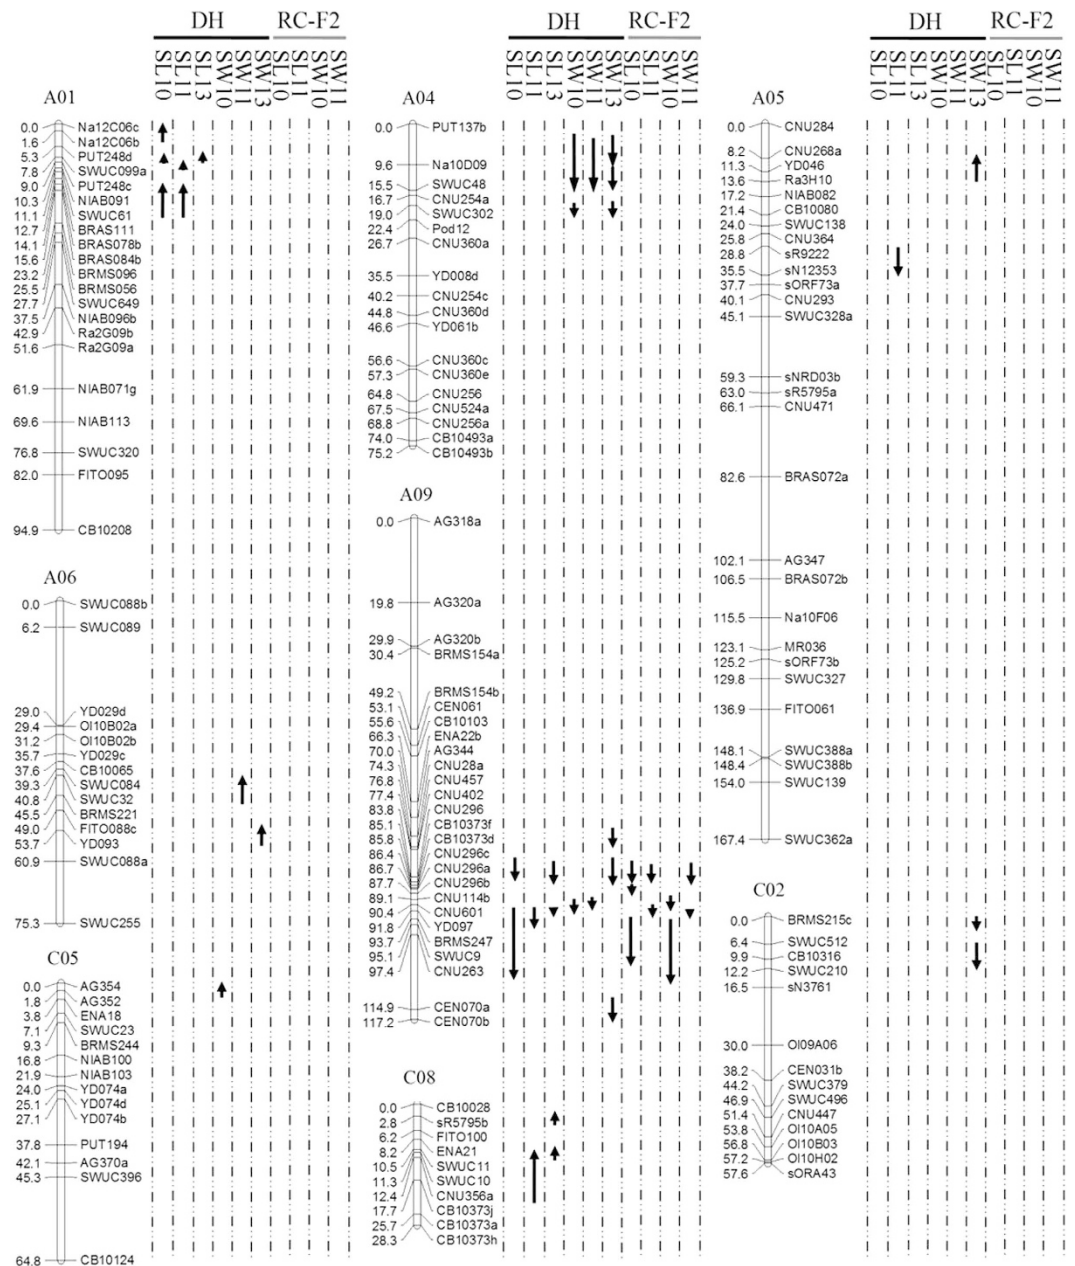 DH RC-F2
SL10 SL11 SL13 SW10 SW11 SW13 SL10 SL11 SW10 SW11
A01
0.0 Na12C06c
1.6 Na12C06b
5.3 PUT248d
7.8 SWUC099a
9.0 PUT248c
10.3 NIAB091
11.1 SWUC61
12.7 BRAS111
14.1 BRAS078b
15.6 BRAS084b
23.2 BRMS096
25.5 BRMS056
27.7 SWUC649
37.5 NIAB096b
42.9 Ra2G09b
51.6 Ra2G09a
61.9 NIAB071g
69.6 NIAB113
76.8 SWUC320
82.0 FITO095
94.9 CB10208
A06
0.0 SWUC088b
6.2 SWUC089
29.0 YD029d
29.4 OI10B02a
31.2 OI10B02b
35.7 YD029c
37.6 CB10065
39.3 SWUC084
40.8 SWUC32
45.5 BRMS221
49.0 FITO088c
53.7 YD093
60.9 SWUC088a
75.3 SWUC255
C05
0.0 AG354
1.8 AG352
3.8 ENA18
7.1 SWUC23
9.3 BRMS244
16.8 NIAB100
21.9 NIAB103
24.0 YD074a
25.1 YD074d
27.1 YD074b
37.8 PUT194
42.1 AG370a
45.3 SWUC396
64.8 CB10124
DH RC-F2
SL10 SL11 SL13 SW10 SW11 SW13 SL10 SL11 SW10 SW11
A04
0.0 PUT137b
9.6 Na10D09
15.5 SWUC48
16.7 CNU254a
19.0 SWUC302
22.4 Pod12
26.7 CNU360a
35.5 YD008d
40.2 CNU254c
44.8 CNU360d
46.6 YD061b
56.6 CNU360c
57.3 CNU360e
64.8 CNU256
67.5 CNU524a
68.8 CNU256a
74.0 CB10493a
75.2 CB10493b
A09
0.0 AG318a
19.8 AG320a
29.9 AG320b
30.4 BRMS154a
49.2 BRMS154b
53.1 CEN061
55.6 CB10103
66.3 ENA22b
70.0 AG344
74.3 CNU28a
76.8 CNU457
77.4 CNU402
83.8 CNU296
85.1 CB10373f
85.8 CB10373d
86.4 CNU296c
86.7 CNU296a
87.7 CNU296b
89.1 CNU114b
90.4 CNU601
91.8 YD097
93.7 BRMS247
95.1 SWUC9
97.4 CNU263
114.9 CEN070a
117.2 CEN070b
C08
0.0 CB10028
2.8 sR5795b
6.2 FITO100
8.2 ENA21
10.5 SWUC11
11.3 SWUC10
12.4 CNU356a
17.7 CB10373j
25.7 CB10373a
28.3 CB10373h
DH RC-F2
SL10 SL11 SL13 SW10 SW11 SW13 SL10 SL11 SW10 SW11
A05
0.0 CNU284
8.2 CNU268a
11.3 YD046
13.6 Ra3H10
17.2 NIAB082
21.4 CB10080
24.0 SWUC138
25.8 CNU364
28.8 sR9222
35.5 sN12353
37.7 sORF73a
40.1 CNU293
45.1 SWUC328a
59.3 sNRD03b
63.0 sR5795a
66.1 CNU471
82.6 BRAS072a
102.1 AG347
106.5 BRAS072b
115.5 Na10F06
123.1 MR036
125.2 sORF73b
129.8 SWUC327
136.9 FITO061
148.1 SWUC388a
148.4 SWUC388b
154.0 SWUC139
167.4 SWUC362a
C02
0.0 BRMS215c
6.4 SWUC512
9.9 CB10316
12.2 SWUC210
16.5 sN3761
30.0 OI09A06
38.2 CEN031b
44.2 SWUC379
46.9 SWUC496
51.4 CNU447
53.8 OI10A05
56.8 OI10B03
57.2 OI10H02
57.6 sORA43